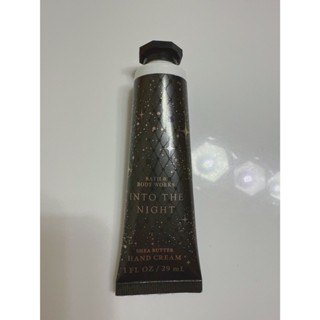 BATH &
BODY WORKS
INTO THE
NIGHT
SHEA BUTTER
HAND CREAM
1 FL OZ / 29 mL